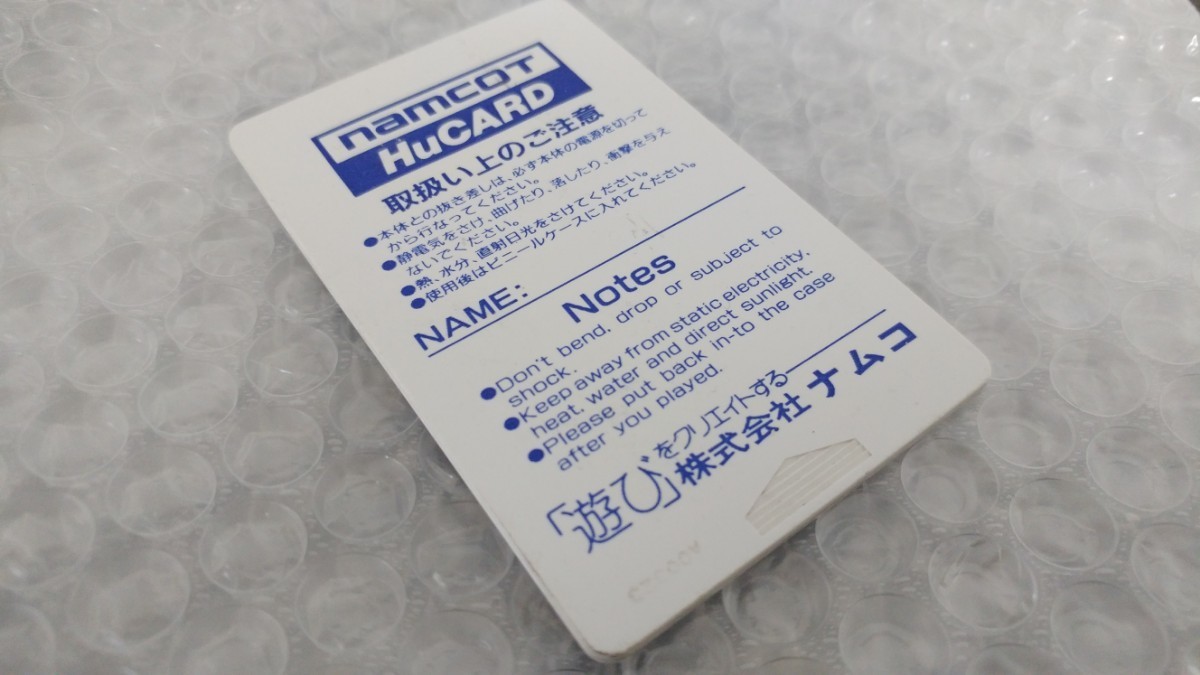 namcot
HuCARD
取扱い上のご注意
●本体との抜き差しは、必ず本体の電源を切って
から行なってください。
●静電気をさけ、曲げたり、落したり、衝撃を与え
ないでください。
●熱、水分、直射日光をさけてください。
●使用後はビニールケースに入れてください。
NAME:
Notes
●Don't bend, drop or subject to
shock.
●Keep away from static electricity,
heat, water and direct sunlight.
●Please put back in-to the case
after you played.
「遊び」をクリエイトする——
株式会社ナムコ